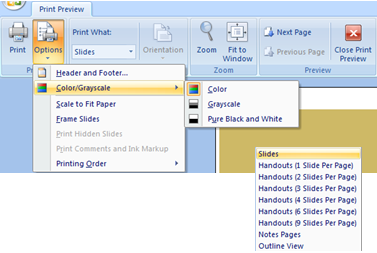 Print Preview
Print
Options
Print What:
Slides
Orientation
Zoom
Fit to Window
Next Page
Previous Page
Close Print Preview
Zoom
Preview
Header and Footer...
Color/Grayscale
Scale to Fit Paper
Frame Slides
Print Hidden Slides
Print Comments and Ink Markup
Printing Order
Color
Grayscale
Pure Black and White
Slides
Handouts (1 Slide Per Page)
Handouts (2 Slides Per Page)
Handouts (3 Slides Per Page)
Handouts (4 Slides Per Page)
Handouts (6 Slides Per Page)
Handouts (9 Slides Per Page)
Notes Pages
Outline View